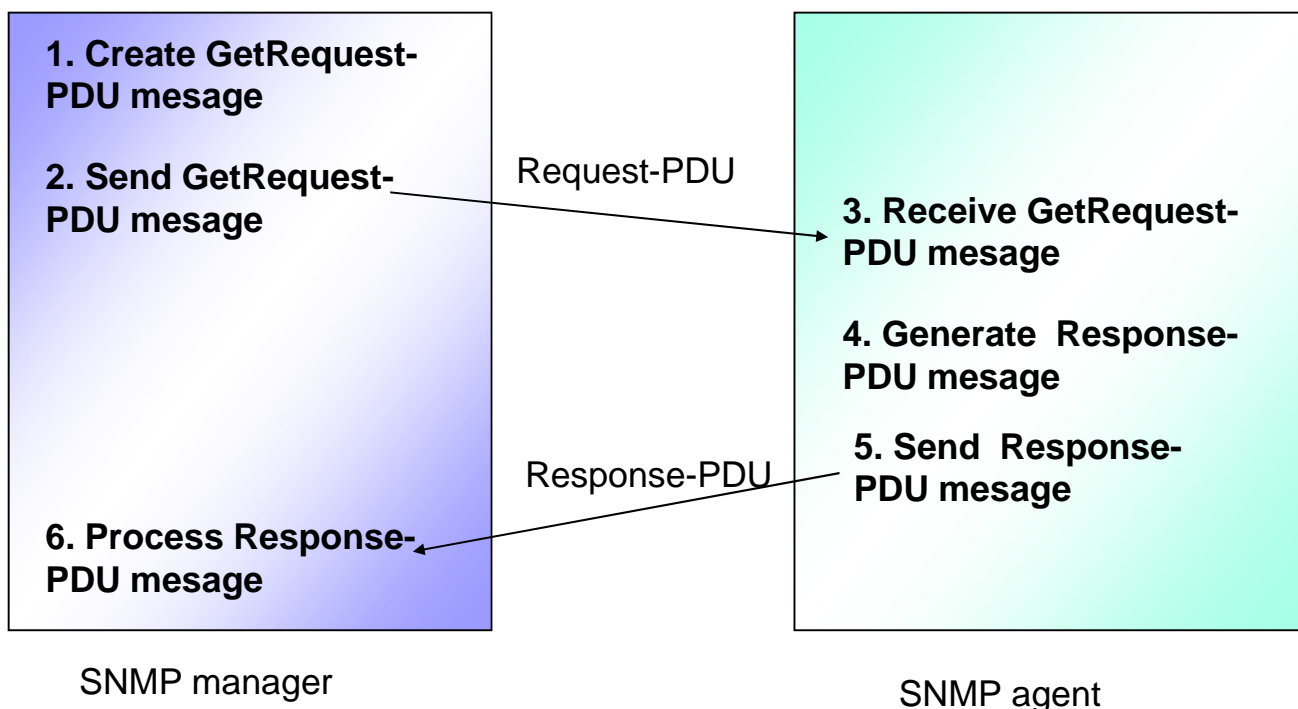 1. Create GetRequest-
PDU mesage
2. Send GetRequest-
PDU mesage
Request-PDU
3. Receive GetRequest-
PDU mesage
4. Generate Response-
PDU mesage
5. Send Response-
PDU mesage
Response-PDU
6. Process Response-
PDU mesage
SNMP manager
SNMP agent